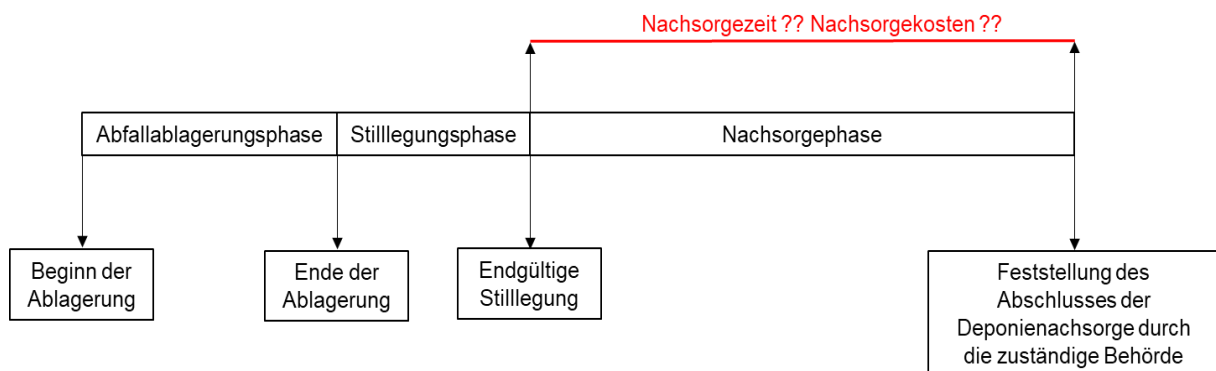 Nachsorgezeit ?? Nachsorgekosten ??
Abfallablagerungsphase
Stilllegungsphase
Nachsorgephase
Beginn der
Ablagerung
Ende der
Ablagerung
Endgültige
Stilllegung
Feststellung des
Abschlusses der
Deponienachsorge durch
die zuständige Behörde